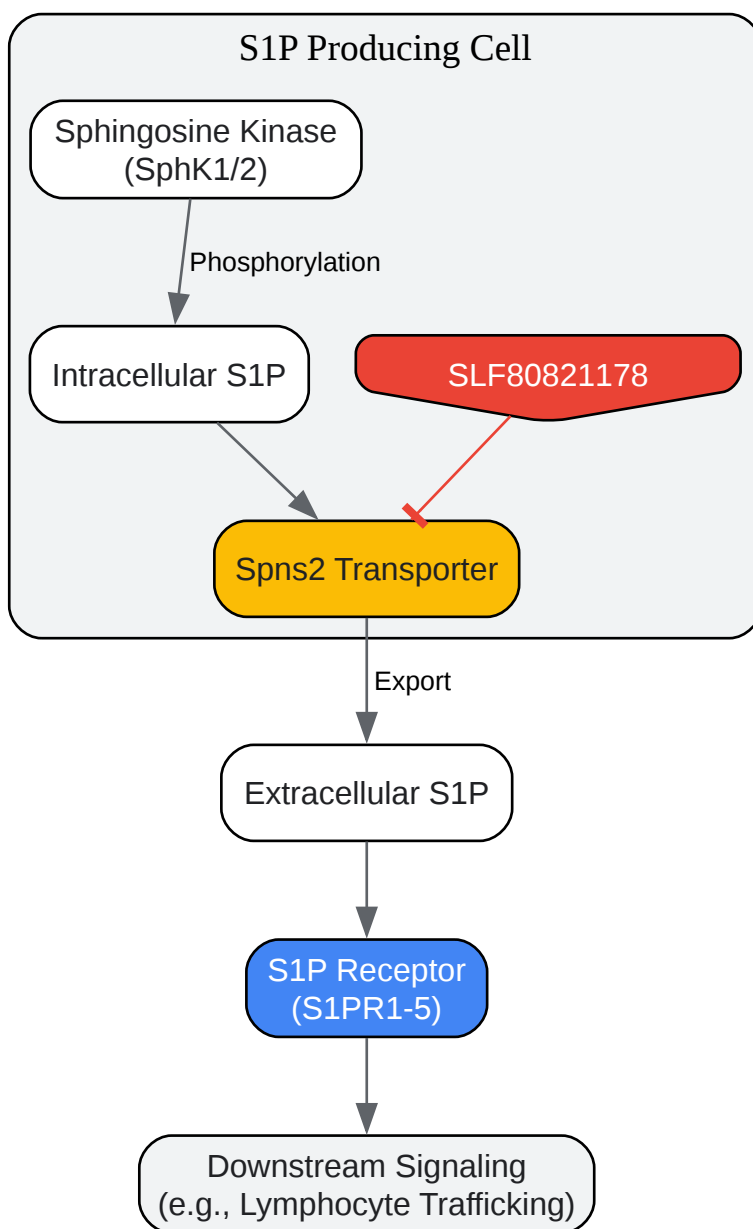 S1P Producing Cell
Sphingosine Kinase
(SphK1/2)
Phosphorylation
Intracellular S1P
SLF80821178
Spns2 Transporter
Export
Extracellular S1P
S1P Receptor
(S1PR1-5)
Downstream Signaling
(e.g., Lymphocyte Trafficking)